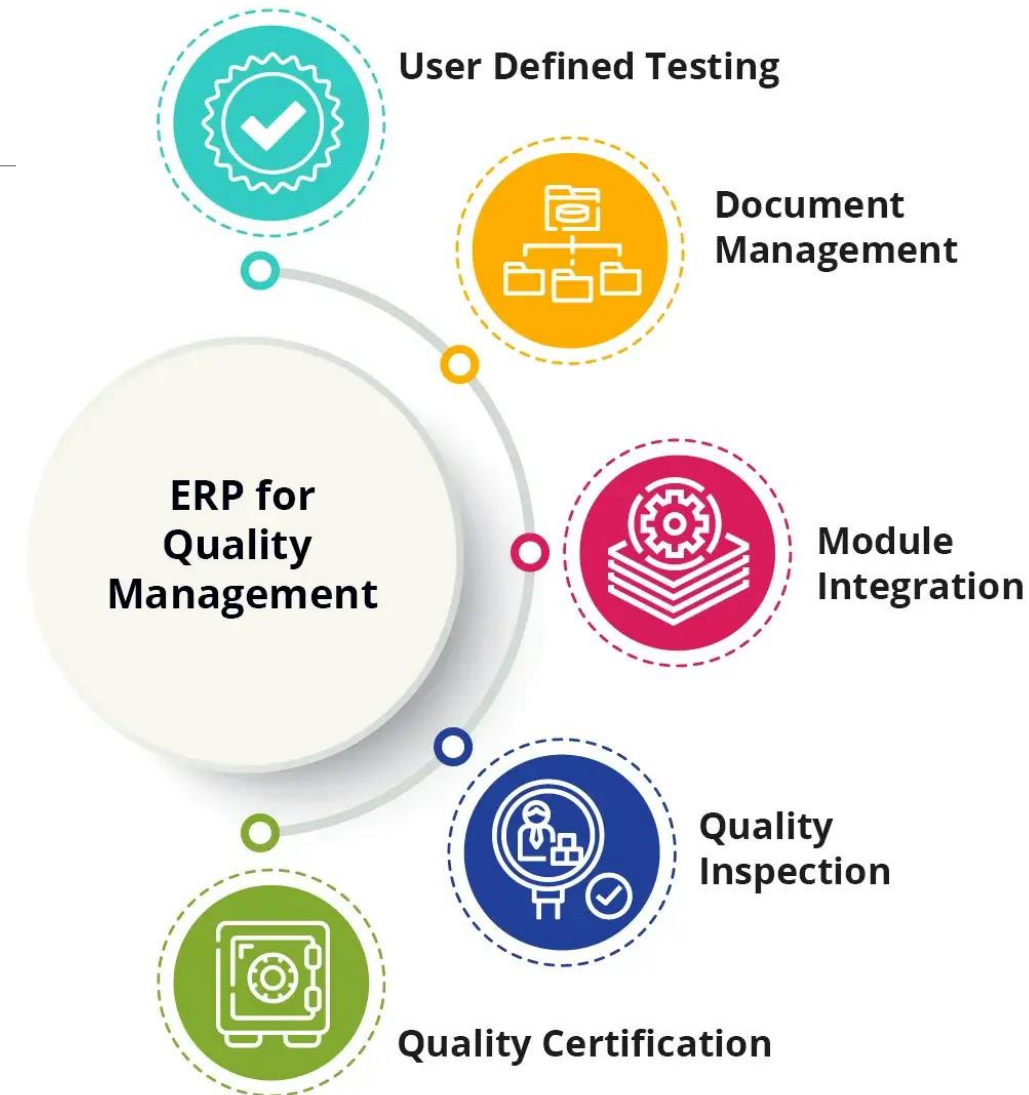 User Defined Testing
Document
Management
ERP for
Quality
Management
Module
Integration
Quality
Inspection
Quality Certification